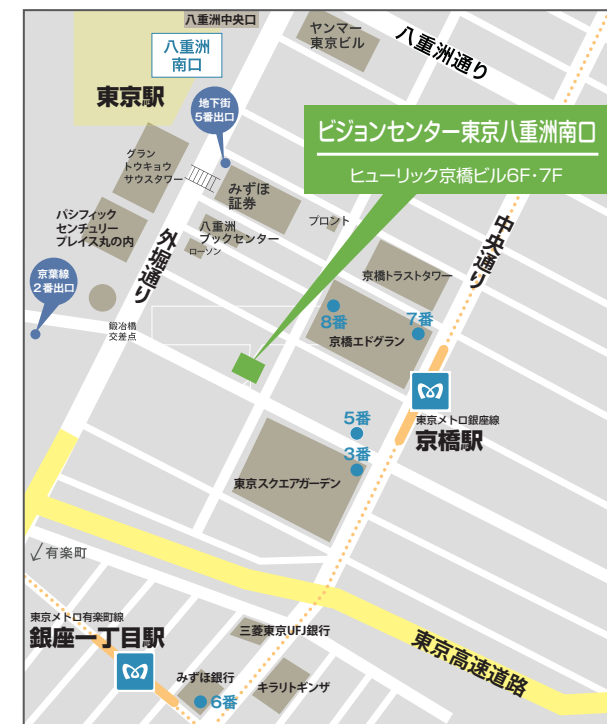 八重洲中央口
八重洲
南口
ヤンマー
東京ビル
八重洲通り
東京駅
地下街
5番出口
ビジョンセンター東京八重洲南口
ヒューリック京橋ビル6F・7F
グラン
トウキョウ
サウスタワー
みずほ
証券
パシフィック
センチュリー
プレイス丸の内
八重洲
ブックセンター
ローソン
プロント
外堀通り
中央通り
京葉線
2番出口
京橋トラストタワー
鍛冶橋
交差点
8番
7番
京橋エドグラン
東京メトロ銀座線
京橋駅
5番
3番
東京スクエアガーデン
有楽町
東京メトロ有楽町線
銀座一丁目駅
三菱東京UFJ銀行
東京高速道路
みずほ銀行
キラリトギンザ
6番